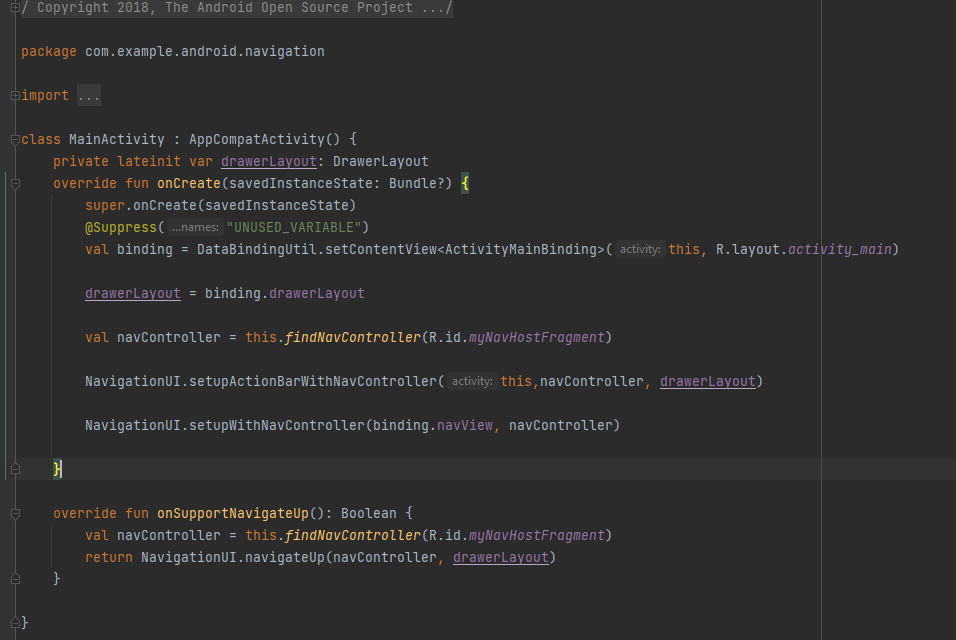 / Copyright 2018, The Android Open Source Project .../
package com.example.android.navigation
import ...
class MainActivity : AppCompatActivity() {
    private lateinit var drawerLayout: DrawerLayout
    override fun onCreate(savedInstanceState: Bundle?) {
        super.onCreate(savedInstanceState)
        @Suppress( ...names: "UNUSED_VARIABLE")
        val binding = DataBindingUtil.setContentView<ActivityMainBinding>( activity: this, R.layout.activity_main)
        drawerLayout = binding.drawerLayout
        val navController = this.findNavController(R.id.myNavHostFragment)
        NavigationUI.setupActionBarWithNavController( activity: this,navController, drawerLayout)
        NavigationUI.setupWithNavController(binding.navView, navController)
    }
    override fun onSupportNavigateUp(): Boolean {
        val navController = this.findNavController(R.id.myNavHostFragment)
        return NavigationUI.navigateUp(navController, drawerLayout)
    }
}